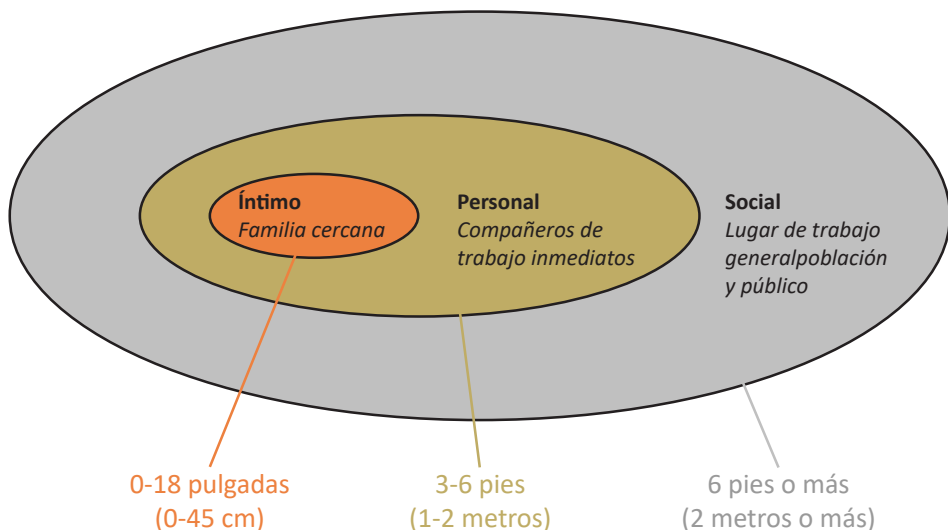 Íntimo
Familia cercana
Personal
Compañeros de
trabajo inmediatos
Social
Lugar de trabajo
generalpoblación
y público
0-18 pulgadas
(0-45 cm)
3-6 pies
(1-2 metros)
6 pies o más
(2 metros o más)